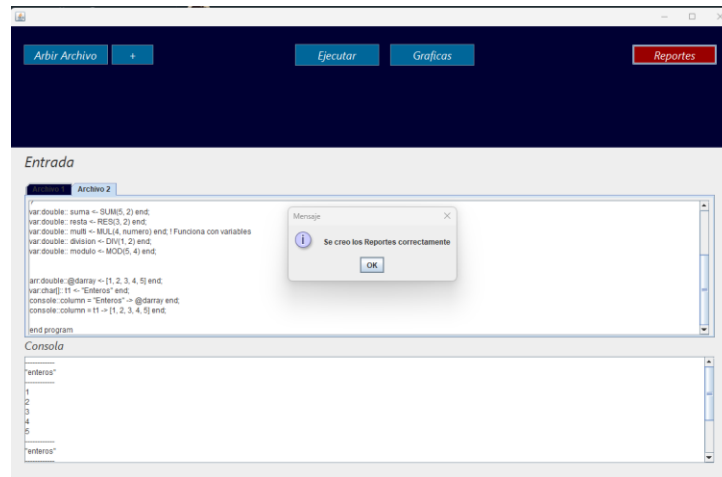 Arbir Archivo + Ejecutar Graficas Reportes
Entrada
Archivo 1 Archivo 2
var:double:: suma <- SUM(5, 2) end;
var:double:: resta <- RES(3, 2) end;
var:double:: multi <- MUL(4, numero) end; ! Funciona con variables
var:double:: division <- DIV(1, 2) end;
var:double:: modulo <- MOD(5, 4) end;
arr:double::@darray <- [1, 2, 3, 4, 5] end;
var:char[]:: t1 <- "Enteros" end;
console::column = "Enteros" -> @darray end;
console::column = t1 -> [1, 2, 3, 4, 5] end;
end program
Mensaje
Se creo los Reportes correctamente
OK
Consola
"enteros"
1
2
3
4
5
"enteros"